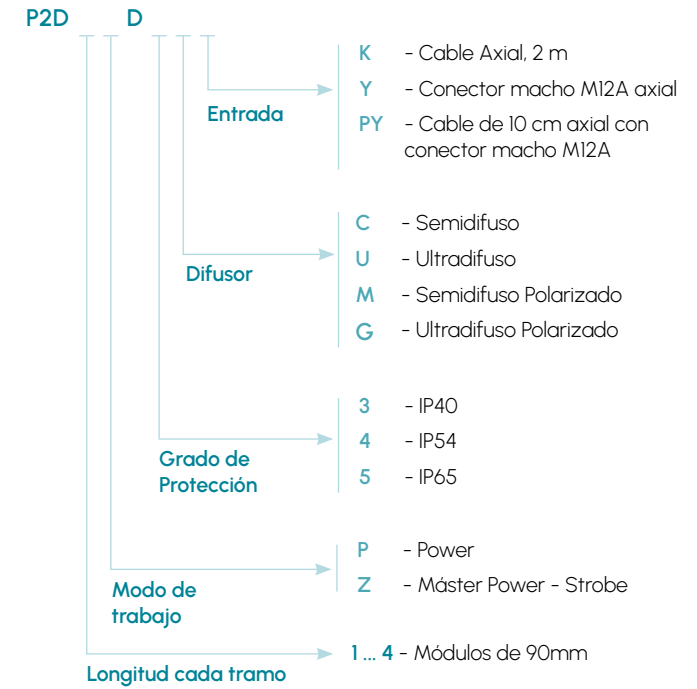 P2D _ _ D _ _ _
K - Cable Axial, 2 m
Y - Conector macho M12A axial
PY - Cable de 10 cm axial con
conector macho M12A
Entrada
C - Semidifuso
U - Ultradifuso
M - Semidifuso Polarizado
G - Ultradifuso Polarizado
Difusor
3 - IP40
4 - IP54
5 - IP65
Grado de
Protección
P - Power
Z - Máster Power - Strobe
Modo de
trabajo
1 ... 4 - Módulos de 90mm
Longitud cada tramo